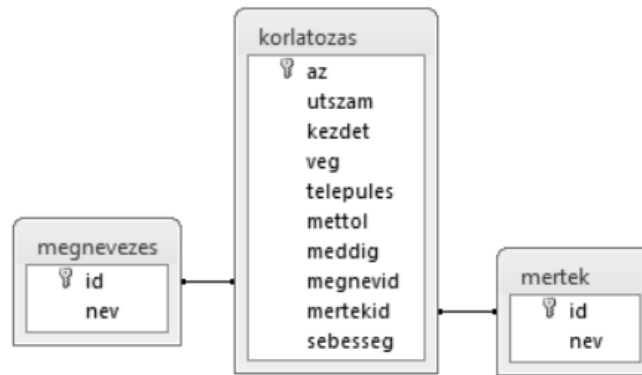 korlatozas
az
utszam
kezdet
veg
telepules
mettol
meddig
megnevid
mertekid
sebesseg
megnevezes
id
nev
mertek
id
nev